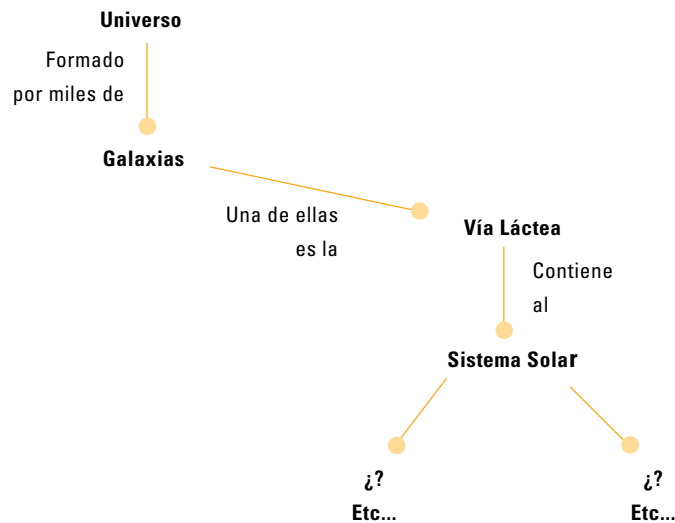 Universo
Formado
por miles de
Galaxias
Una de ellas
es la
Vía Láctea
Contiene
al
Sistema Solar
¿?
Etc...
¿?
Etc...